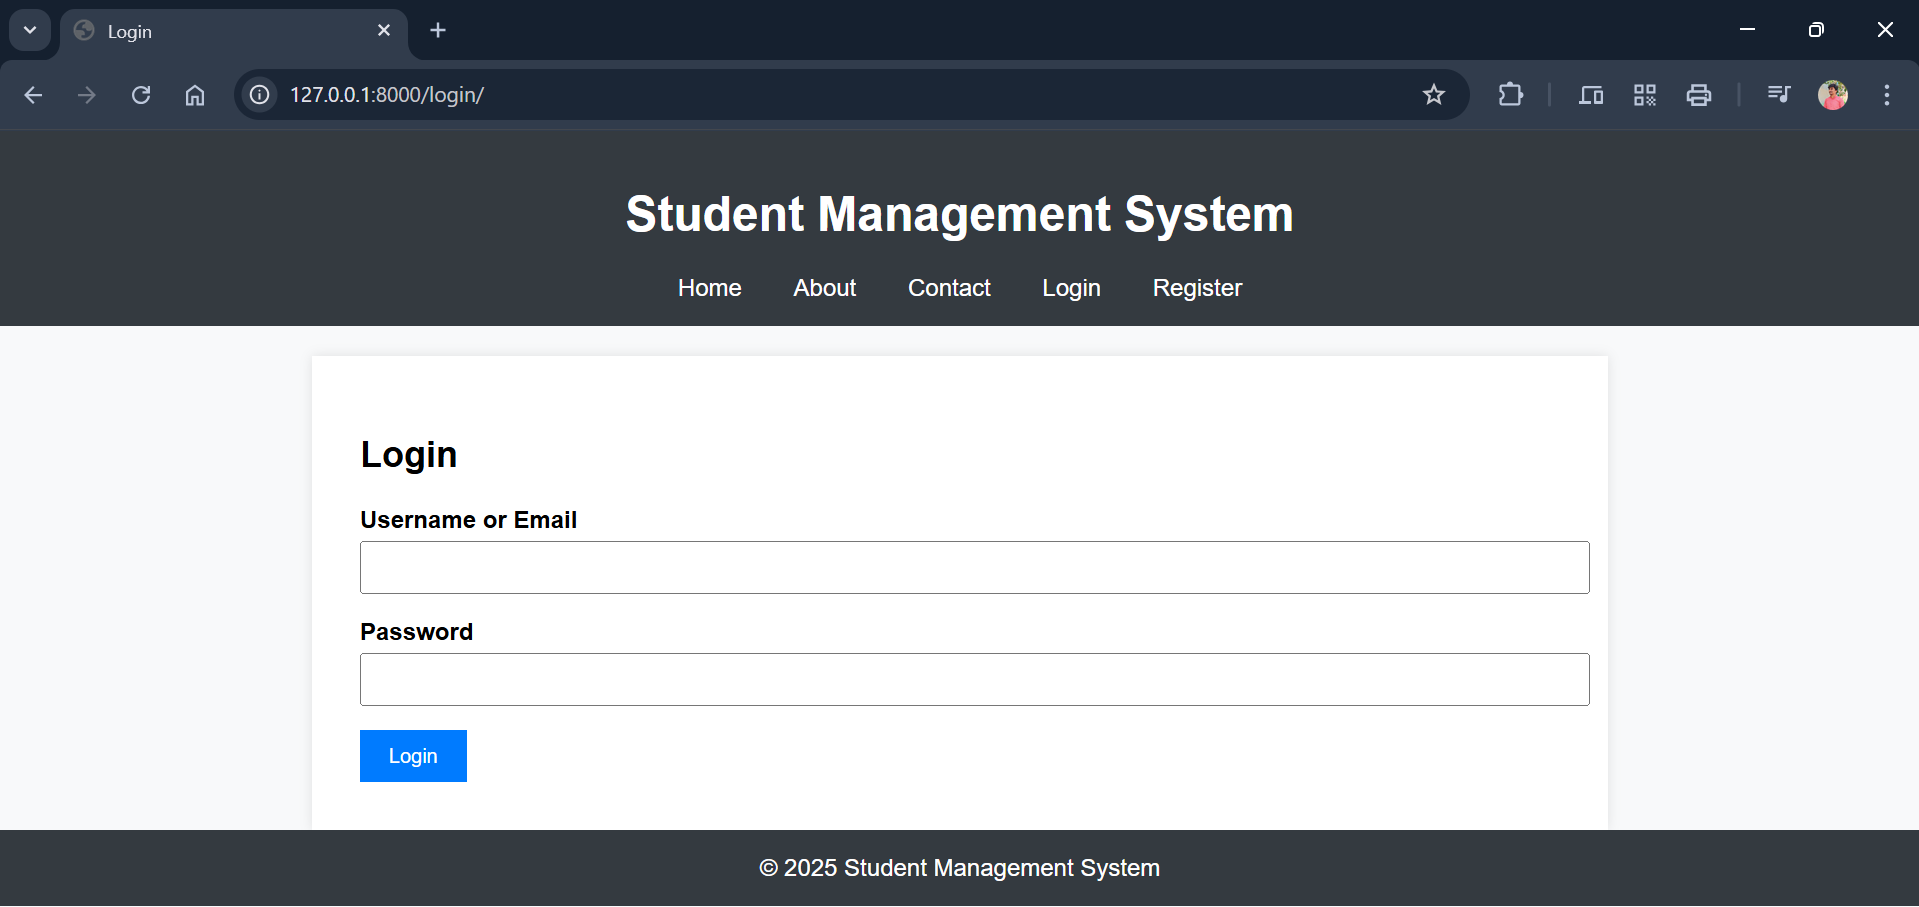 Login
127.0.0.1:8000/login/
Student Management System
Home About Contact Login Register
Login
Username or Email
Password
Login
© 2025 Student Management System